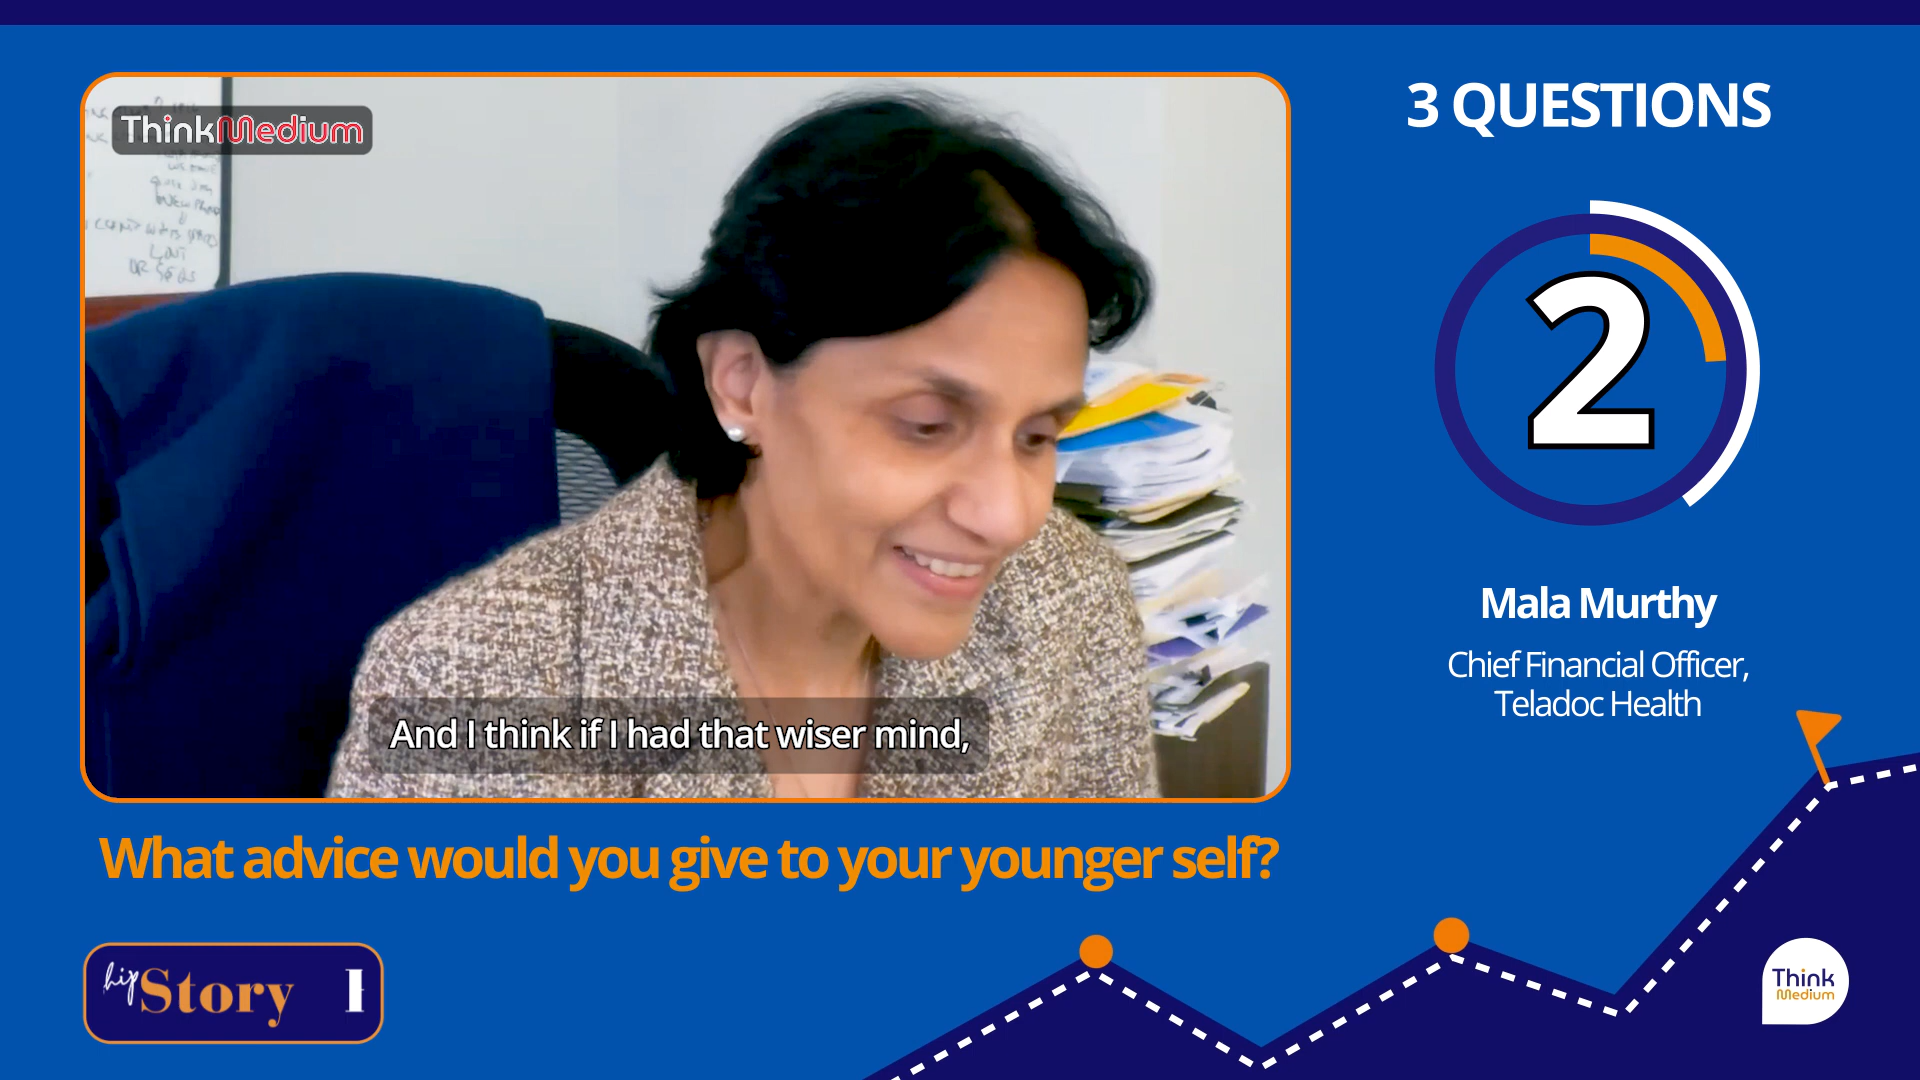 ThinkMedium
3 QUESTIONS
2
And I think if I had that wiser mind,
Mala Murthy
Chief Financial Officer,
Teladoc Health
What advice would you give to your younger self?
hip Story
Think
Medium